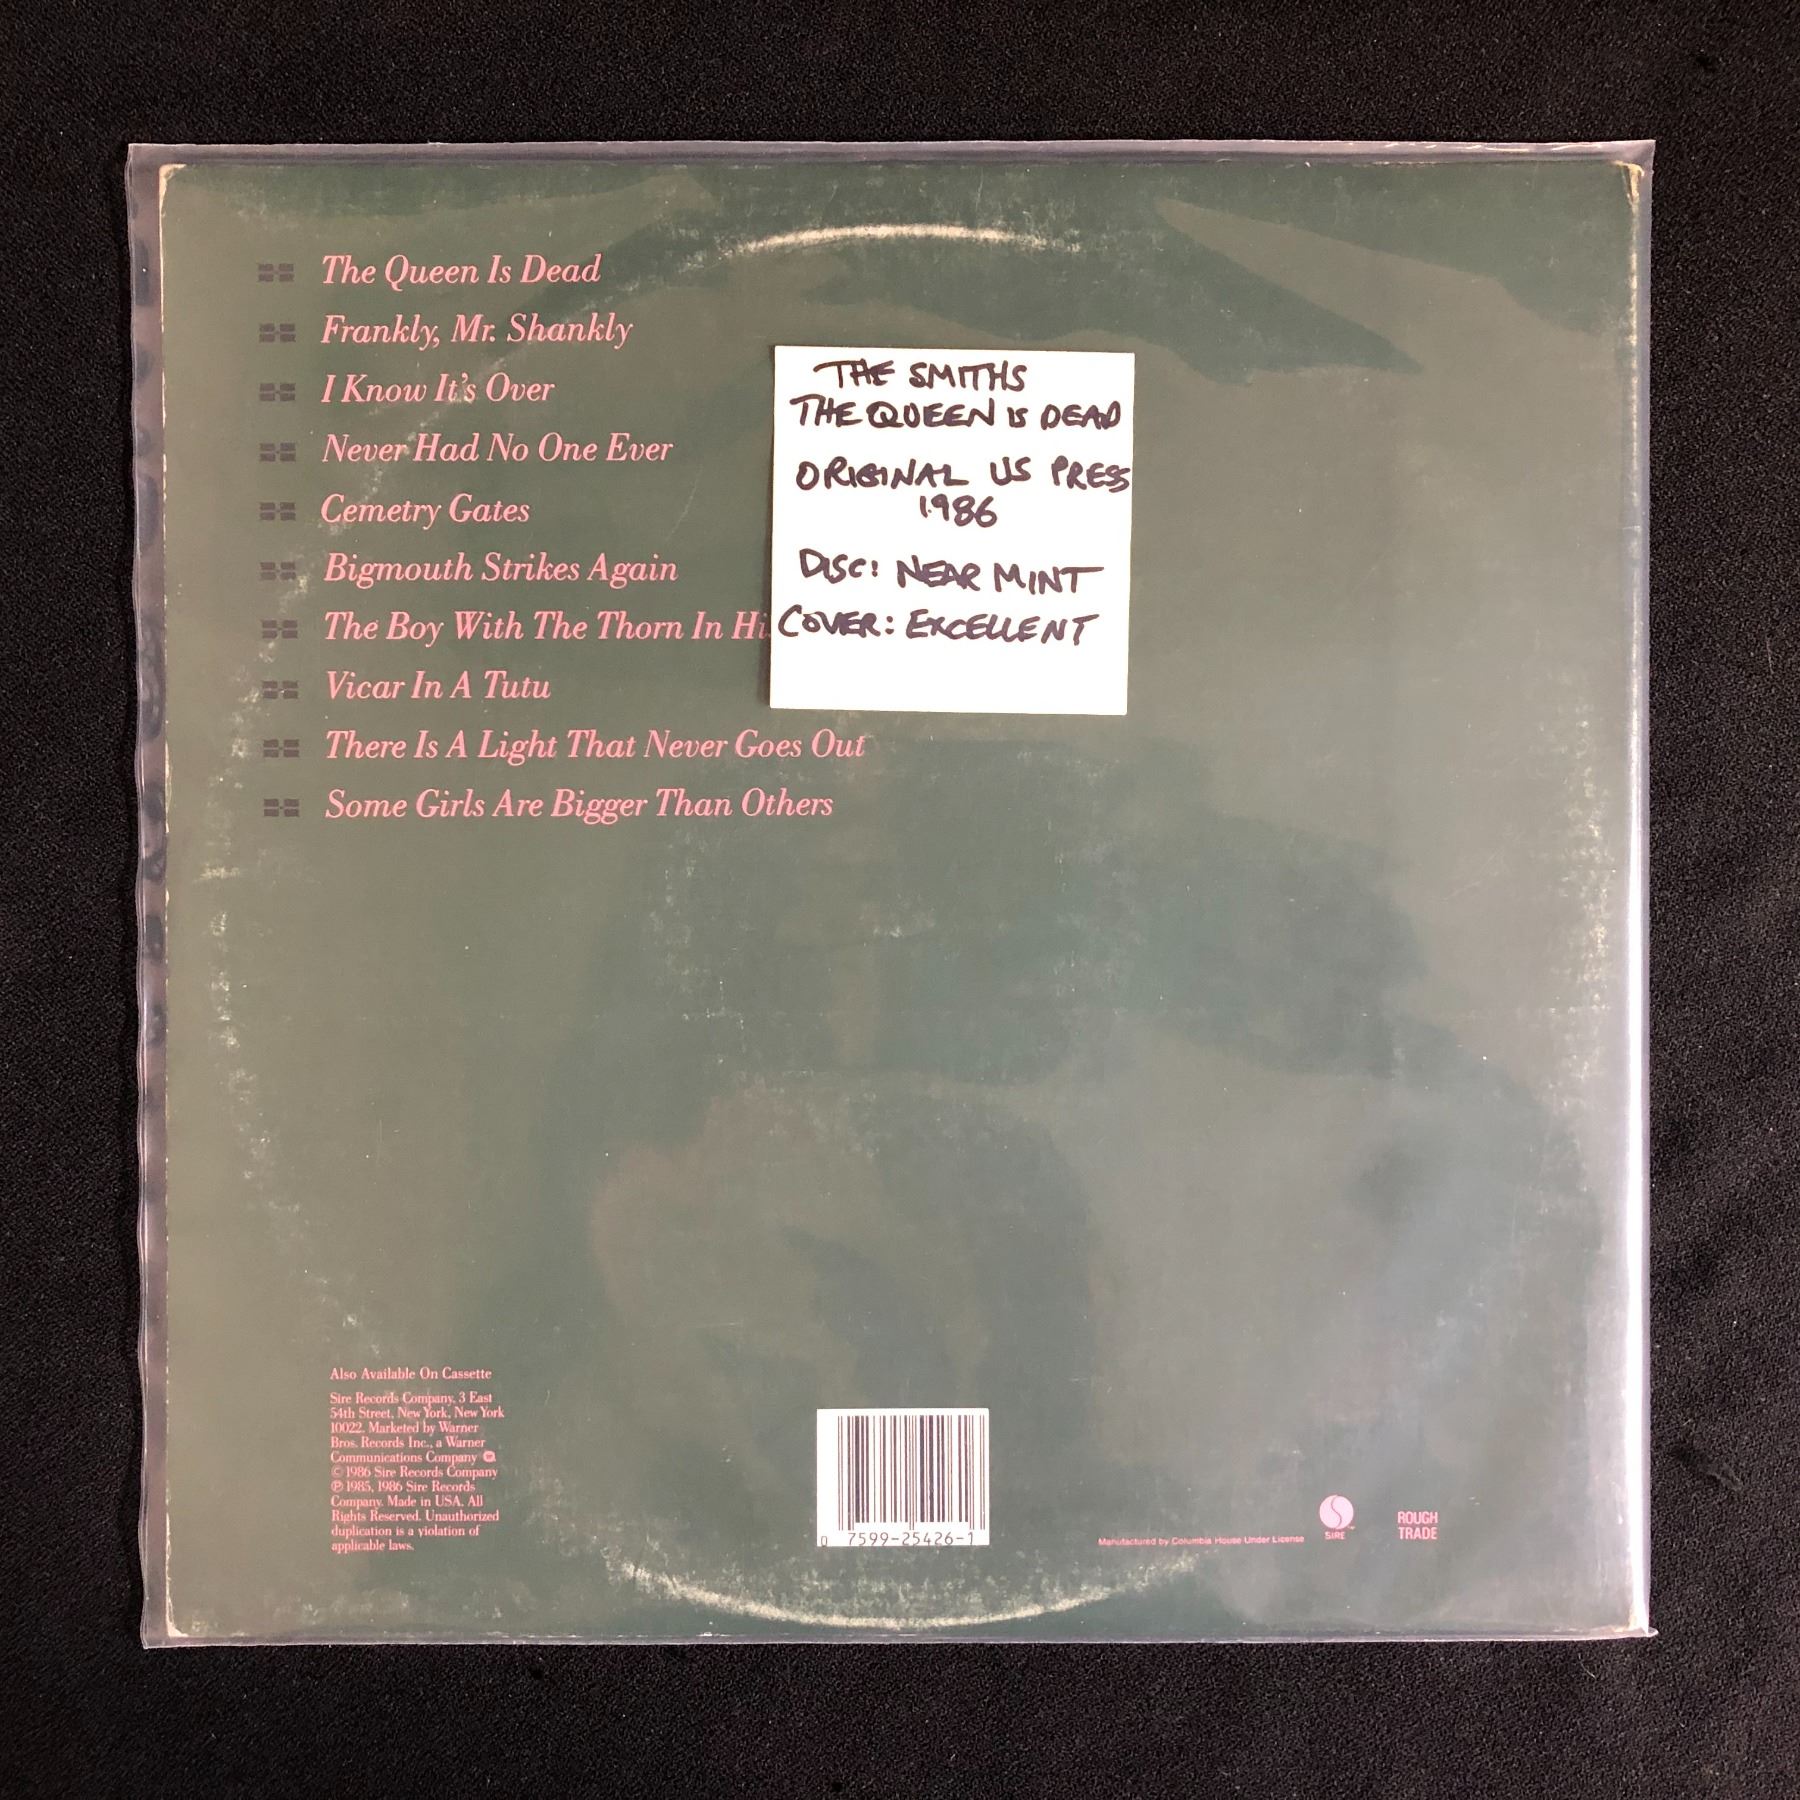 The Queen Is Dead
Frankly, Mr. Shankly
I Know It's Over
Never Had No One Ever
Cemetry Gates
Bigmouth Strikes Again
The Boy With The Thorn In Hi
Vicar In A Tutu
There Is A Light That Never Goes Out
Some Girls Are Bigger Than Others
THE SMITHS
THE QUEEN IS DEAD
ORIGINAL US PRESS
1986
DISC: NEAR MINT
COVER: EXCELLENT
Also Available On Cassette
Sire Records Company, 3 East
54th Street, New York, New York
10022. Marketed by Warner
Bros. Records Inc., a Warner
Communications Company
© 1986 Sire Records Company
℗ 1985, 1986 Sire Records
Company. Made in USA. All
Rights Reserved. Unauthorized
duplication is a violation of
applicable laws.
0 7599-25426-1
Manufactured by Columbia House Under License
SIRE
ROUGH
TRADE